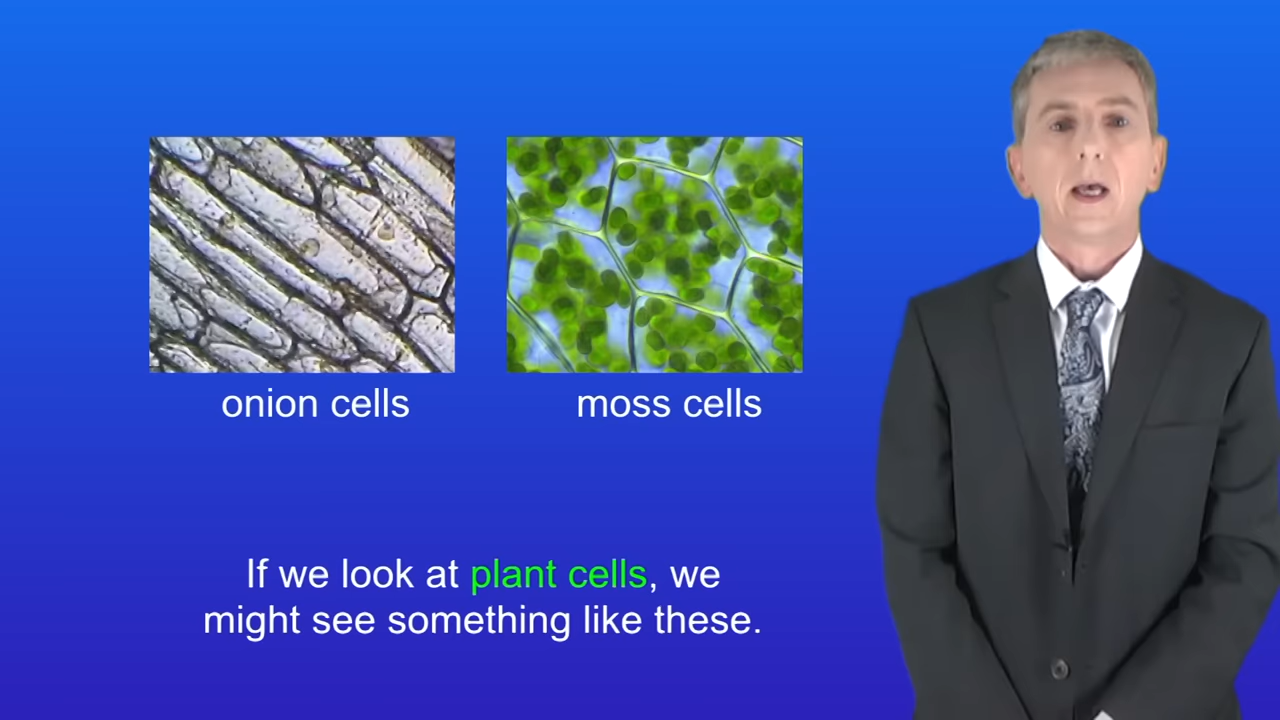 onion cells
moss cells
If we look at plant cells, we
might see something like these.